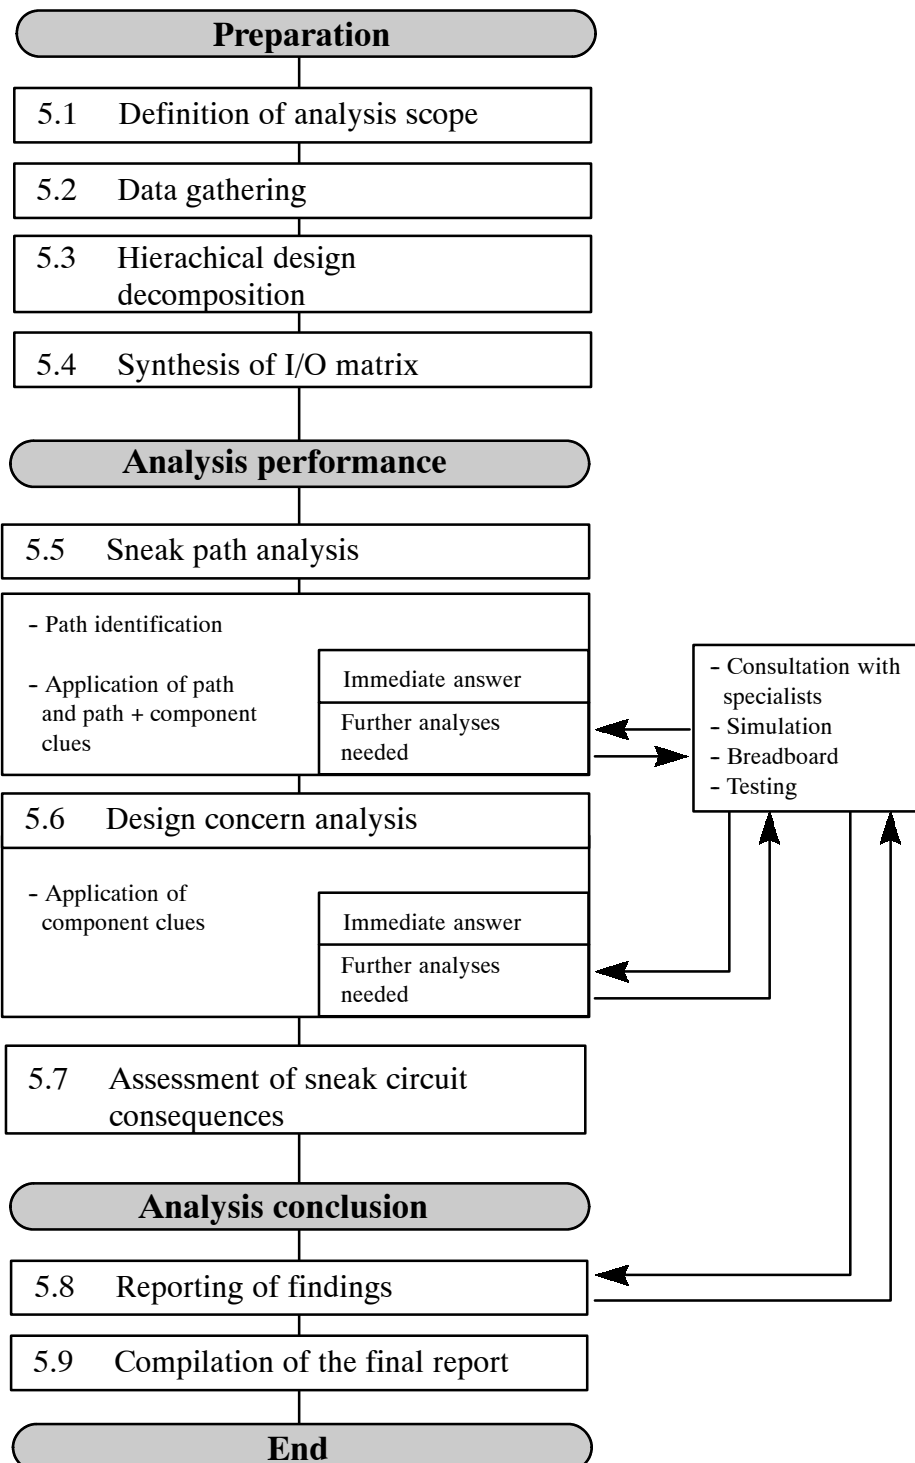 Preparation
5.1 Definition of analysis scope
5.2 Data gathering
5.3 Hierachical design
decomposition
5.4 Synthesis of I/O matrix
Analysis performance
5.5 Sneak path analysis
- Path identification
- Application of path
and path + component
clues
Immediate answer
Further analyses
needed
- Consultation with
specialists
- Simulation
- Breadboard
- Testing
5.6 Design concern analysis
- Application of
component clues
Immediate answer
Further analyses
needed
5.7 Assessment of sneak circuit
consequences
Analysis conclusion
5.8 Reporting of findings
5.9 Compilation of the final report
End